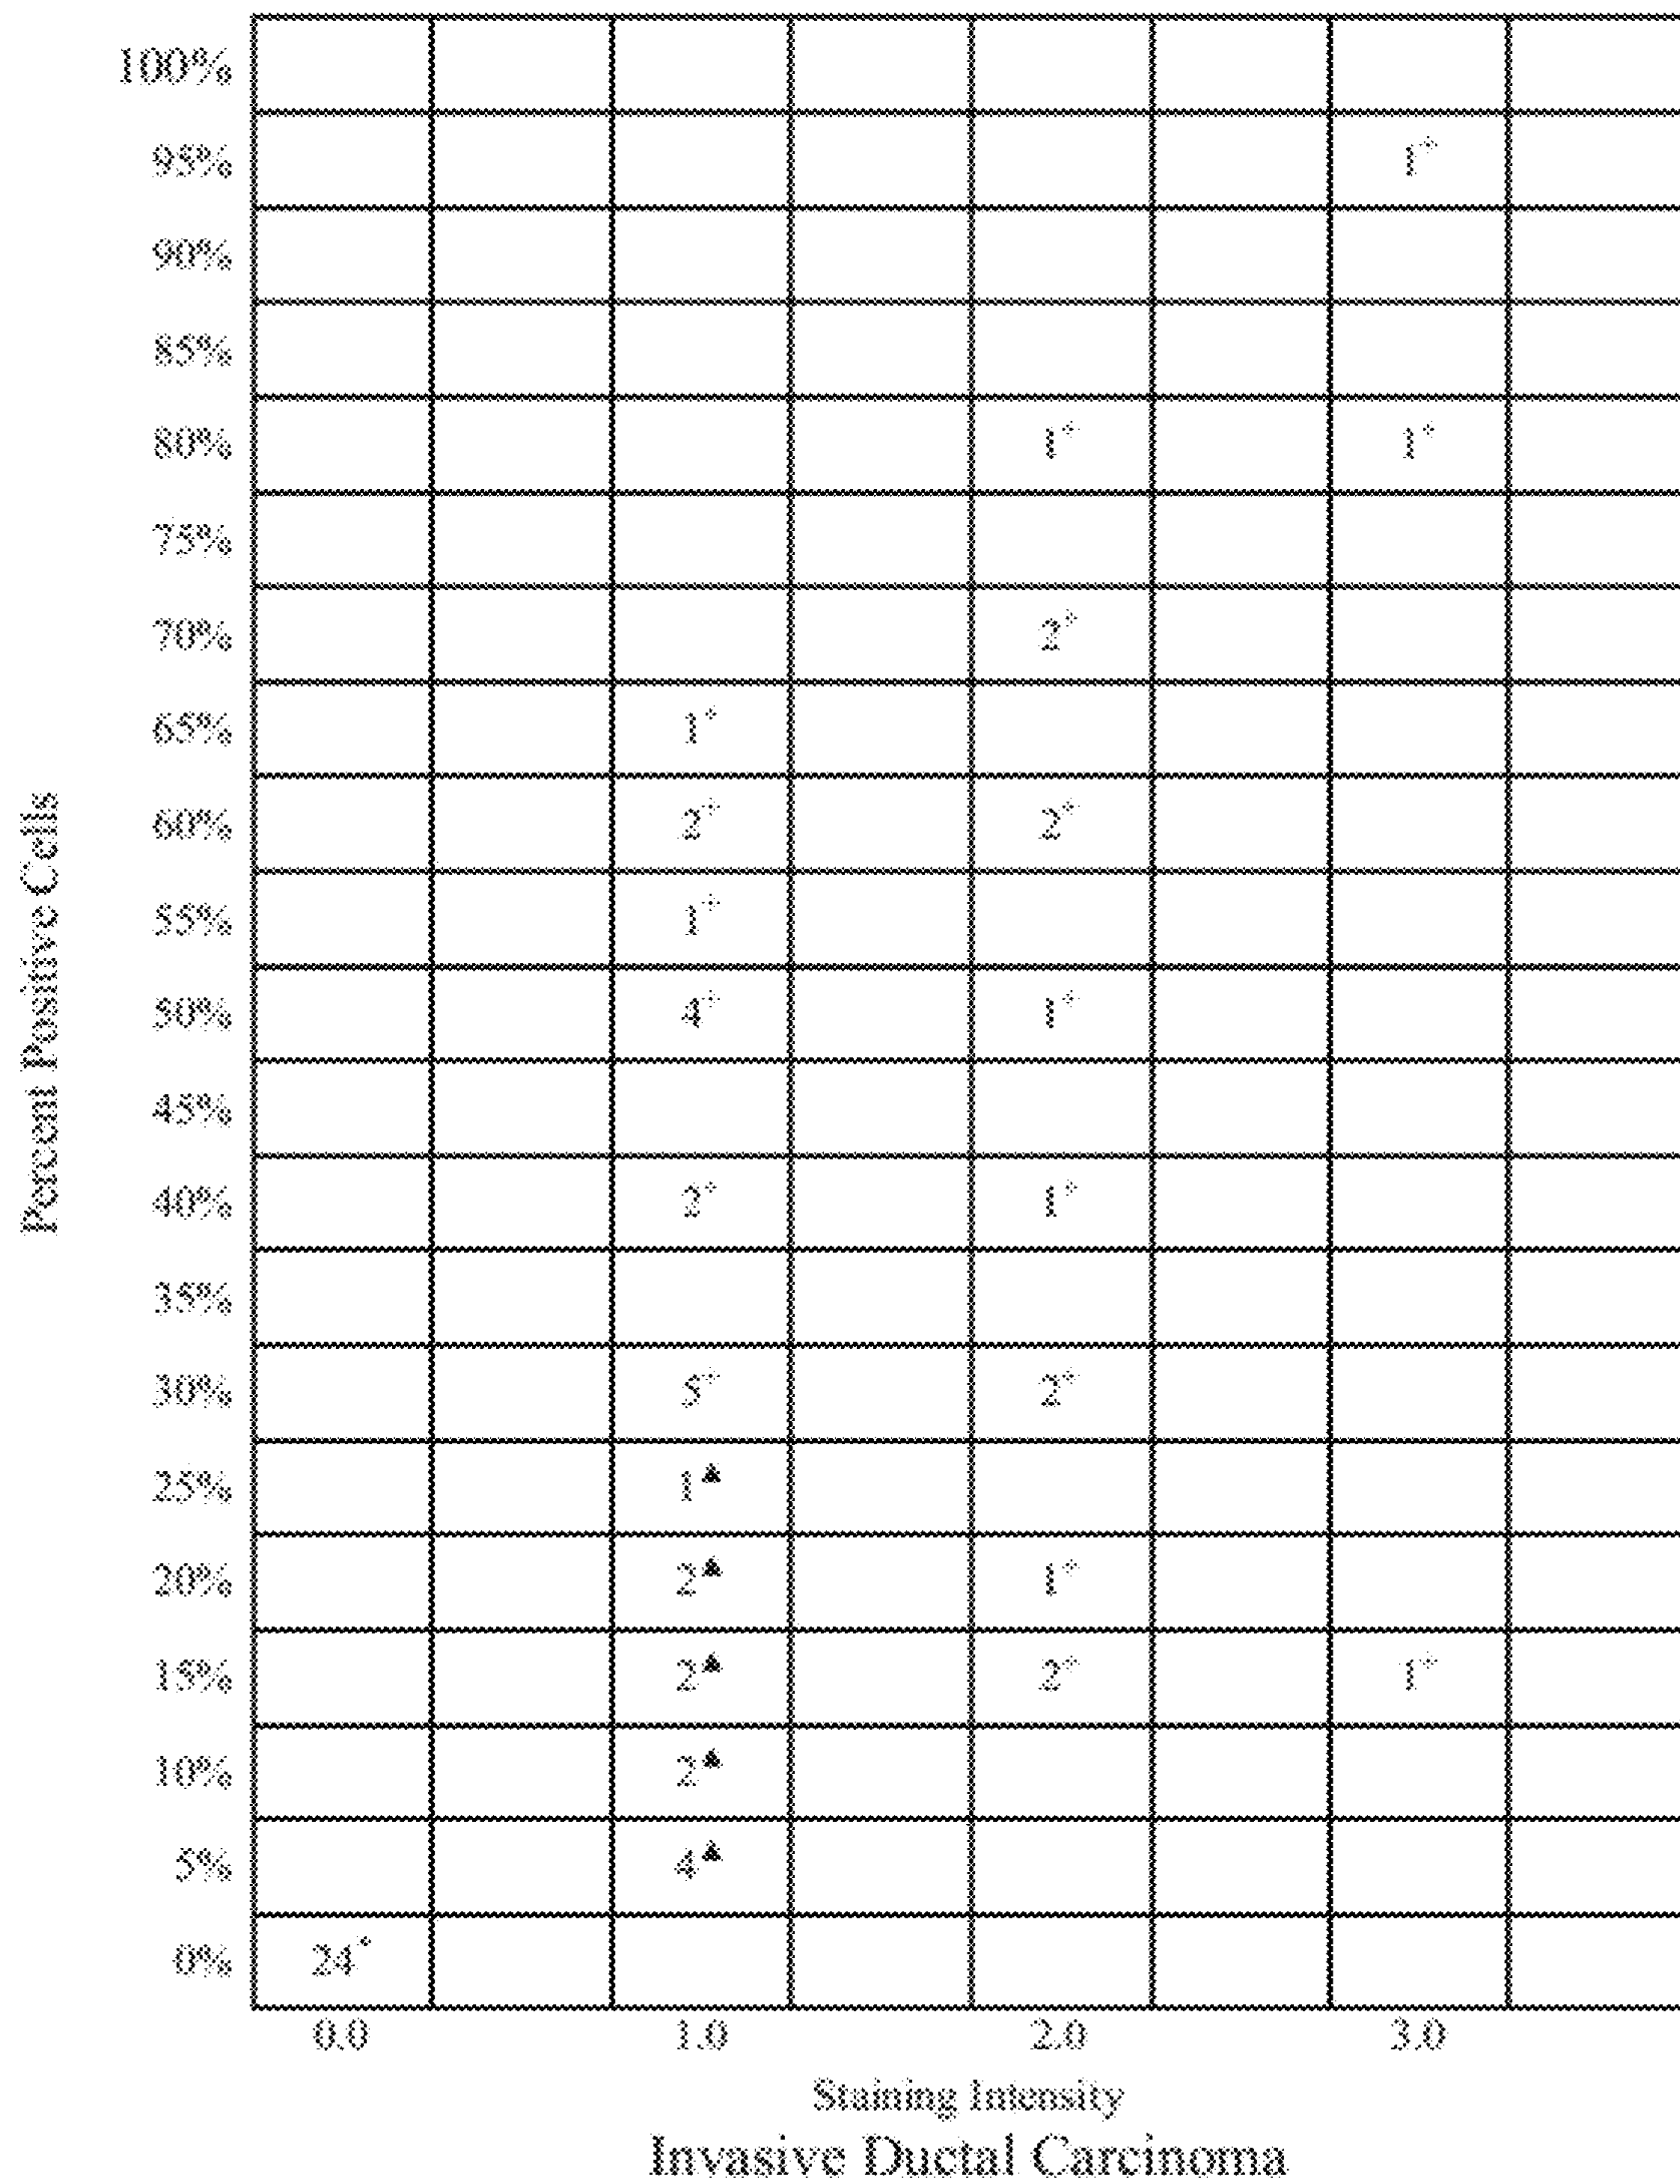 100%
95% 1+
90%
85%
80% 1+ 1+
75%
70% 2+
65% 1+
60% 2+ 2+
55% 1+
50% 4+ 1+
45%
40% 2+ 1+
35%
30% 5+ 2+
25% 1▲
20% 2▲ 1+
15% 2▲ 2+ 1+
10% 2▲
5% 4▲
0% 24*
0.0 1.0 2.0 3.0
Percent Positive Cells
Staining Intensity
Invasive Ductal Carcinoma